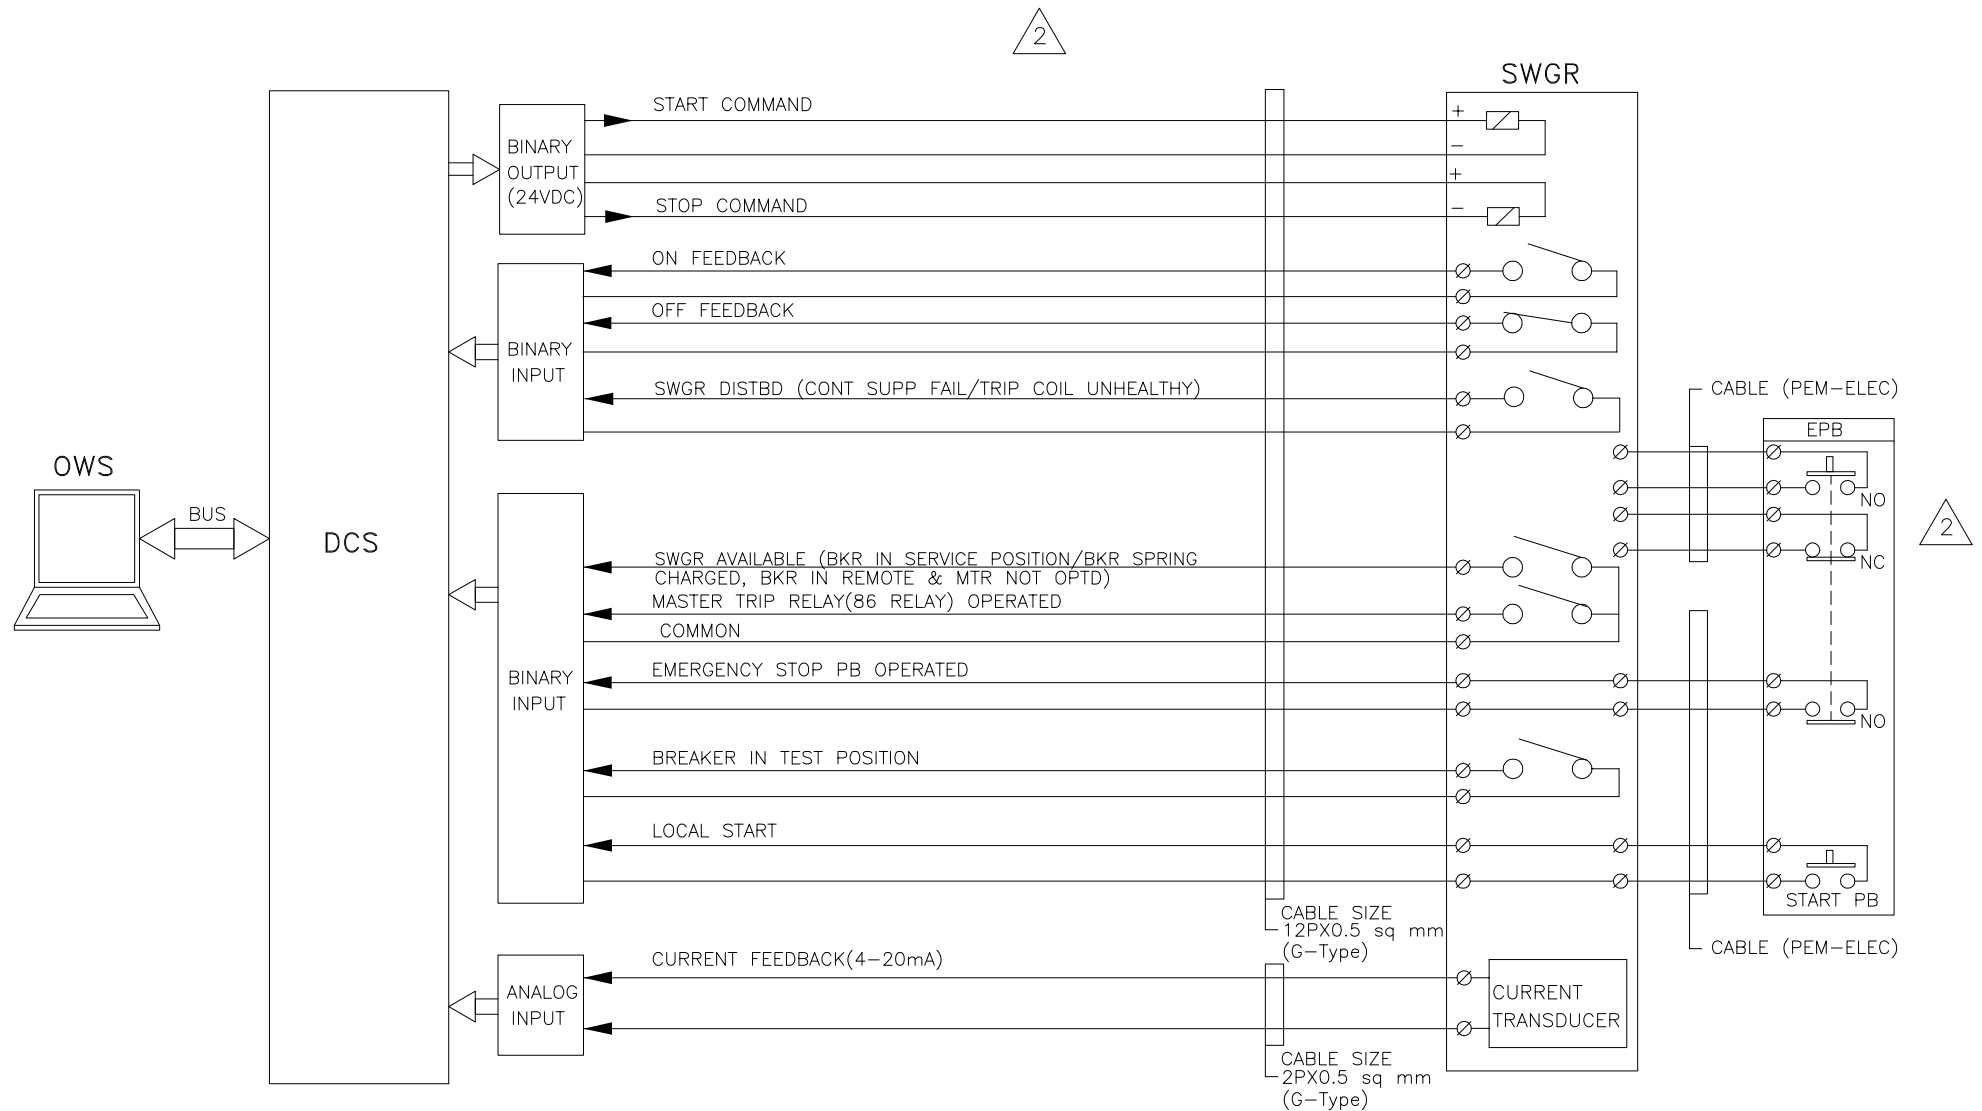 2
SWGR
START COMMAND
+
BINARY
OUTPUT
(24VDC)
−
+
STOP COMMAND
−
ON FEEDBACK
OFF FEEDBACK
BINARY
INPUT
SWGR DISTBD (CONT SUPP FAIL/TRIP COIL UNHEALTHY)
CABLE (PEM−ELEC)
EPB
NO
NC
2
OWS
BUS
DCS
SWGR AVAILABLE (BKR IN SERVICE POSITION/BKR SPRING
CHARGED, BKR IN REMOTE & MTR NOT OPTD)
MASTER TRIP RELAY(86 RELAY) OPERATED
COMMON
EMERGENCY STOP PB OPERATED
BINARY
INPUT
NO
BREAKER IN TEST POSITION
LOCAL START
START PB
CABLE SIZE
12PX0.5 sq mm
(G−Type)
CABLE (PEM−ELEC)
CURRENT FEEDBACK(4−20mA)
ANALOG
INPUT
CURRENT
TRANSDUCER
CABLE SIZE
2PX0.5 sq mm
(G−Type)